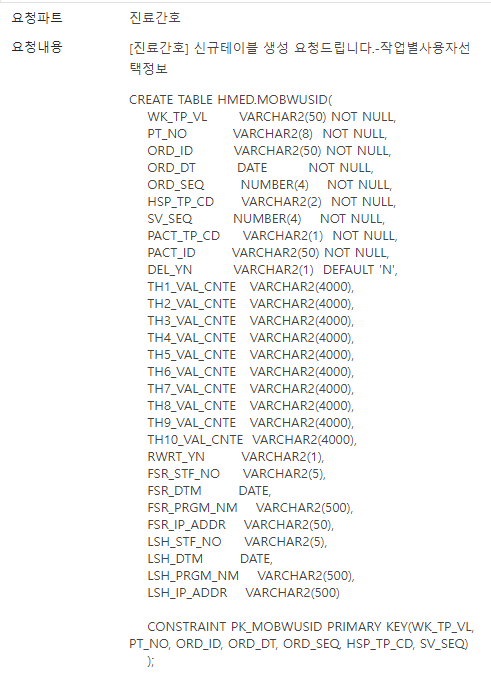 요청파트 진료간호
요청내용 [진료간호] 신규테이블 생성 요청드립니다.-작업별사용자선
택정보
CREATE TABLE HMED.MOBWUSID(
WK_TP_VL VARCHAR2(50) NOT NULL,
PT_NO VARCHAR2(8) NOT NULL,
ORD_ID VARCHAR2(50) NOT NULL,
ORD_DT DATE NOT NULL,
ORD_SEQ NUMBER(4) NOT NULL,
HSP_TP_CD VARCHAR2(2) NOT NULL,
SV_SEQ NUMBER(4) NOT NULL,
PACT_TP_CD VARCHAR2(1) NOT NULL,
PACT_ID VARCHAR2(50) NOT NULL,
DEL_YN VARCHAR2(1) DEFAULT 'N',
TH1_VAL_CNTE VARCHAR2(4000),
TH2_VAL_CNTE VARCHAR2(4000),
TH3_VAL_CNTE VARCHAR2(4000),
TH4_VAL_CNTE VARCHAR2(4000),
TH5_VAL_CNTE VARCHAR2(4000),
TH6_VAL_CNTE VARCHAR2(4000),
TH7_VAL_CNTE VARCHAR2(4000),
TH8_VAL_CNTE VARCHAR2(4000),
TH9_VAL_CNTE VARCHAR2(4000),
TH10_VAL_CNTE VARCHAR2(4000),
RWRT_YN VARCHAR2(1),
FSR_STF_NO VARCHAR2(5),
FSR_DTM DATE,
FSR_PRGM_NM VARCHAR2(500),
FSR_IP_ADDR VARCHAR2(50),
LSH_STF_NO VARCHAR2(5),
LSH_DTM DATE,
LSH_PRGM_NM VARCHAR2(500),
LSH_IP_ADDR VARCHAR2(500)
CONSTRAINT PK_MOBWUSID PRIMARY KEY(WK_TP_VL,
PT_NO, ORD_ID, ORD_DT, ORD_SEQ, HSP_TP_CD, SV_SEQ)
);